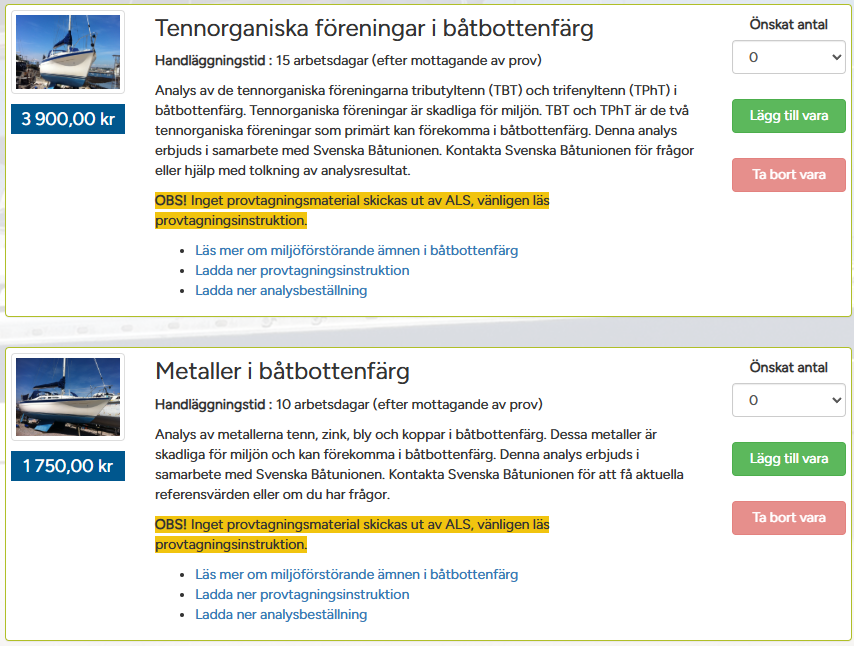 Tennorganiska föreningar i båtbottenfärg
Önskat antal
Handläggningstid : 15 arbetsdagar (efter mottagande av prov)
0
3 900,00 kr
Analys av de tennorganiska föreningarna tributyltenn (TBT) och trifenyltenn (TPhT) i
båtbottenfärg. Tennorganiska föreningar är skadliga för miljön. TBT och TPhT är de två
tennorganiska föreningar som primärt kan förekomma i båtbottenfärg. Denna analys
erbjuds i samarbete med Svenska Båtunionen. Kontakta Svenska Båtunionen för frågor
eller hjälp med tolkning av analysresultat.
Lägg till vara
Ta bort vara
OBS! Inget provtagningsmaterial skickas ut av ALS, vänligen läs
provtagningsinstruktion.
• Läs mer om miljöförstörande ämnen i båtbottenfärg
• Ladda ner provtagningsinstruktion
• Ladda ner analysbeställning
Metaller i båtbottenfärg
Önskat antal
Handläggningstid : 10 arbetsdagar (efter mottagande av prov)
0
1 750,00 kr
Analys av metallerna tenn, zink, bly och koppar i båtbottenfärg. Dessa metaller är
skadliga för miljön och kan förekomma i båtbottenfärg. Denna analys erbjuds i
samarbete med Svenska Båtunionen. Kontakta Svenska Båtunionen för att få aktuella
referensvärden eller om du har frågor.
Lägg till vara
Ta bort vara
OBS! Inget provtagningsmaterial skickas ut av ALS, vänligen läs
provtagningsinstruktion.
• Läs mer om miljöförstörande ämnen i båtbottenfärg
• Ladda ner provtagningsinstruktion
• Ladda ner analysbeställning